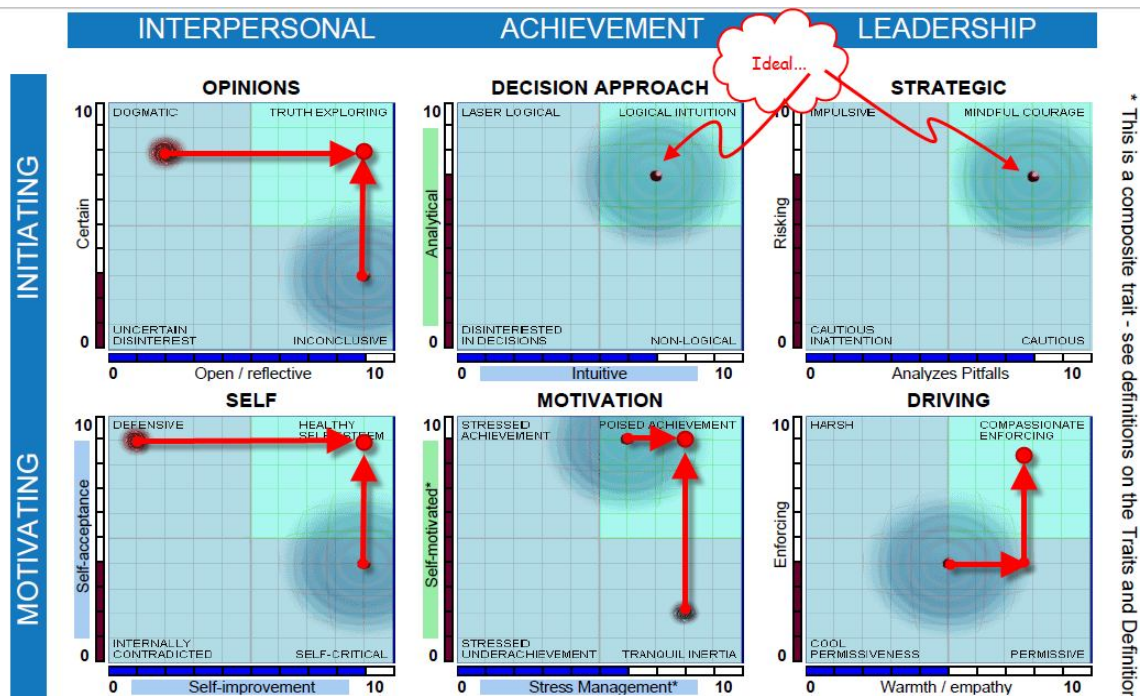 INTERPERSONAL
ACHIEVEMENT
LEADERSHIP
Ideal...
INITIATING
OPINIONS
10
DOGMATIC
TRUTH EXPLORING
Certain
UNCERTAIN
DISINTEREST
INCONCLUSIVE
0
0
Open / reflective
10
DECISION APPROACH
10
LASER LOGICAL
LOGICAL INTUITION
Analytical
DISINTERESTED
IN DECISIONS
NON-LOGICAL
0
0
Intuitive
10
STRATEGIC
10
IMPULSIVE
MINDFUL COURAGE
Risking
CAUTIOUS
INATTENTION
CAUTIOUS
0
0
Analyzes Pitfalls
10
MOTIVATING
SELF
10
DEFENSIVE
HEALTHY
SELF-ESTEEM
Self-acceptance
INTERNALLY
CONTRADICTED
SELF-CRITICAL
0
0
Self-improvement
10
MOTIVATION
10
STRESSED
ACHIEVEMENT
POISED ACHIEVEMENT
Self-motivated*
STRESSED
UNDERACHIEVEMENT
TRANQUIL INERTIA
0
0
Stress Management*
10
DRIVING
10
HARSH
COMPASSIONATE
ENFORCING
Enforcing
COOL
PERMISSIVENESS
PERMISSIVE
0
0
Warmth / empathy
10
* This is a composite trait - see definitions on the Traits and Definitio